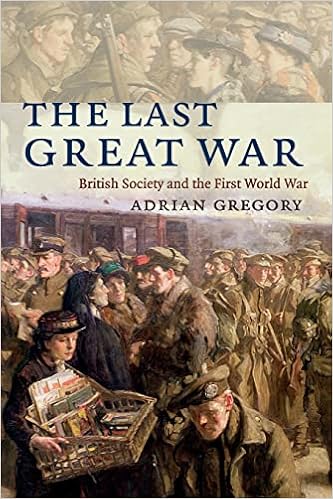 THE LAST
GREAT WAR
British Society and the First World War
ADRIAN GREGORY